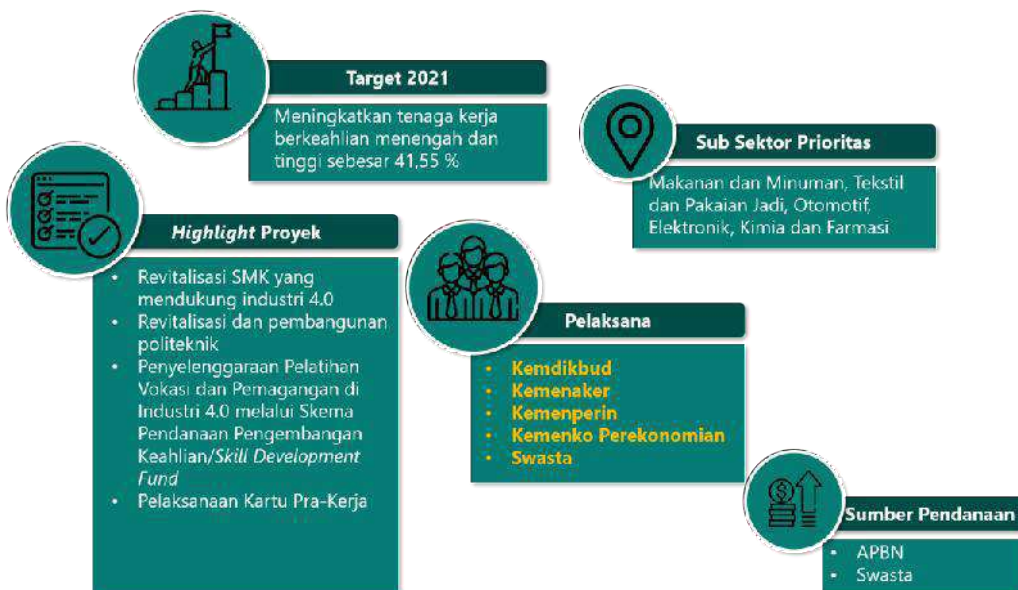 Target 2021
Meningkatkan tenaga kerja
berkeahlian menengah dan
tinggi sebesar 41,55 %
Sub Sektor Prioritas
Makanan dan Minuman, Tekstil
dan Pakaian Jadi, Otomotif,
Elektronik, Kimia dan Farmasi
Highlight Proyek
• Revitalisasi SMK yang
mendukung industri 4.0
• Revitalisasi dan pembangunan
politeknik
• Penyelenggaraan Pelatihan
Vokasi dan Pemagangan di
Industri 4.0 melalui Skema
Pendanaan Pengembangan
Keahlian/Skill Development
Fund
• Pelaksanaan Kartu Pra-Kerja
Pelaksana
• Kemdikbud
• Kemenaker
• Kemenperin
• Kemenko Perekonomian
• Swasta
Sumber Pendanaan
• APBN
• Swasta